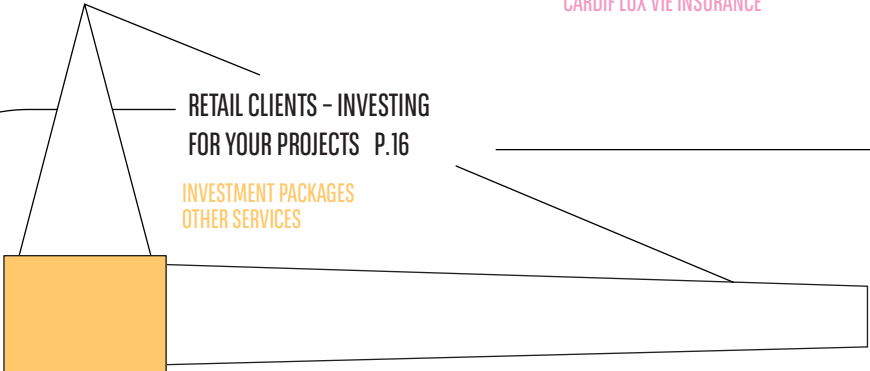 CARDIF LUX VIE INSURANCE
RETAIL CLIENTS – INVESTING
FOR YOUR PROJECTS P.16
INVESTMENT PACKAGES
OTHER SERVICES